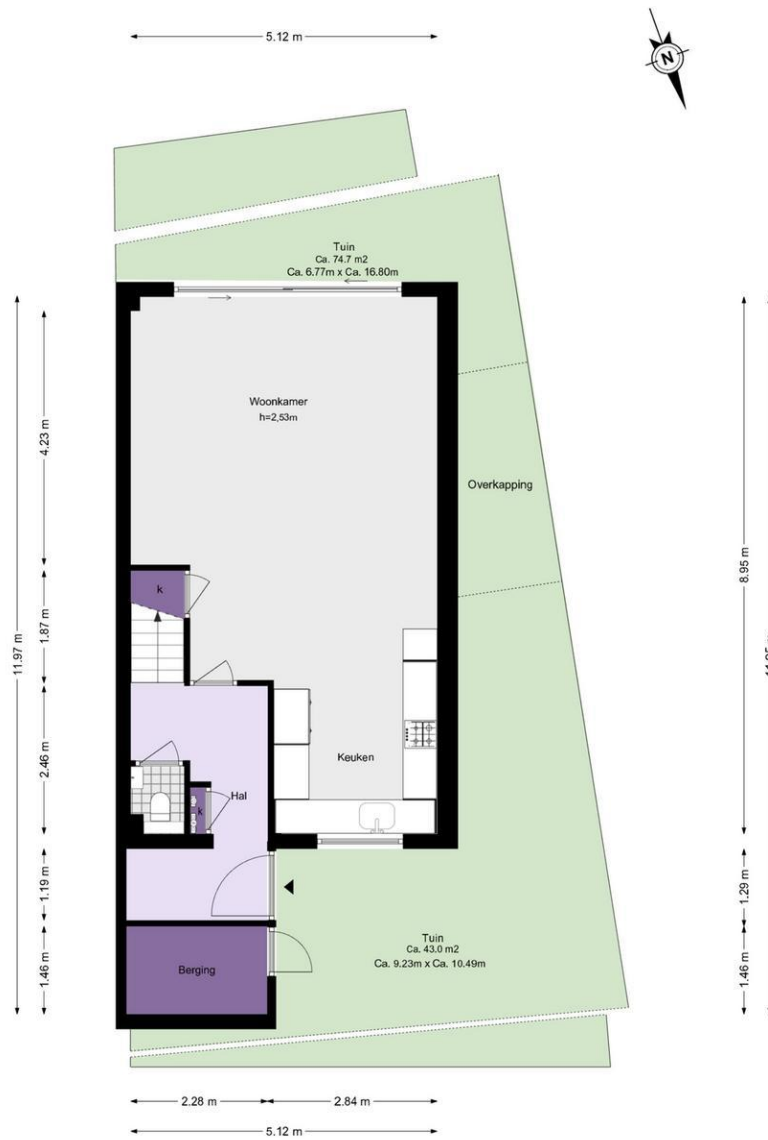 5.12 m
N
Tuin
Ca. 74.7 m2
Ca. 6.77m x Ca. 16.80m
Woonkamer
h=2,53m
4.23 m
8.95 m
Overkapping
k
1.87 m
11.97 m
2.46 m
Keuken
Hal
k
1.19 m
1.29 m
Tuin
Ca. 43.0 m2
Ca. 9.23m x Ca. 10.49m
Berging
1.46 m
1.46 m
2.28 m
2.84 m
5.12 m